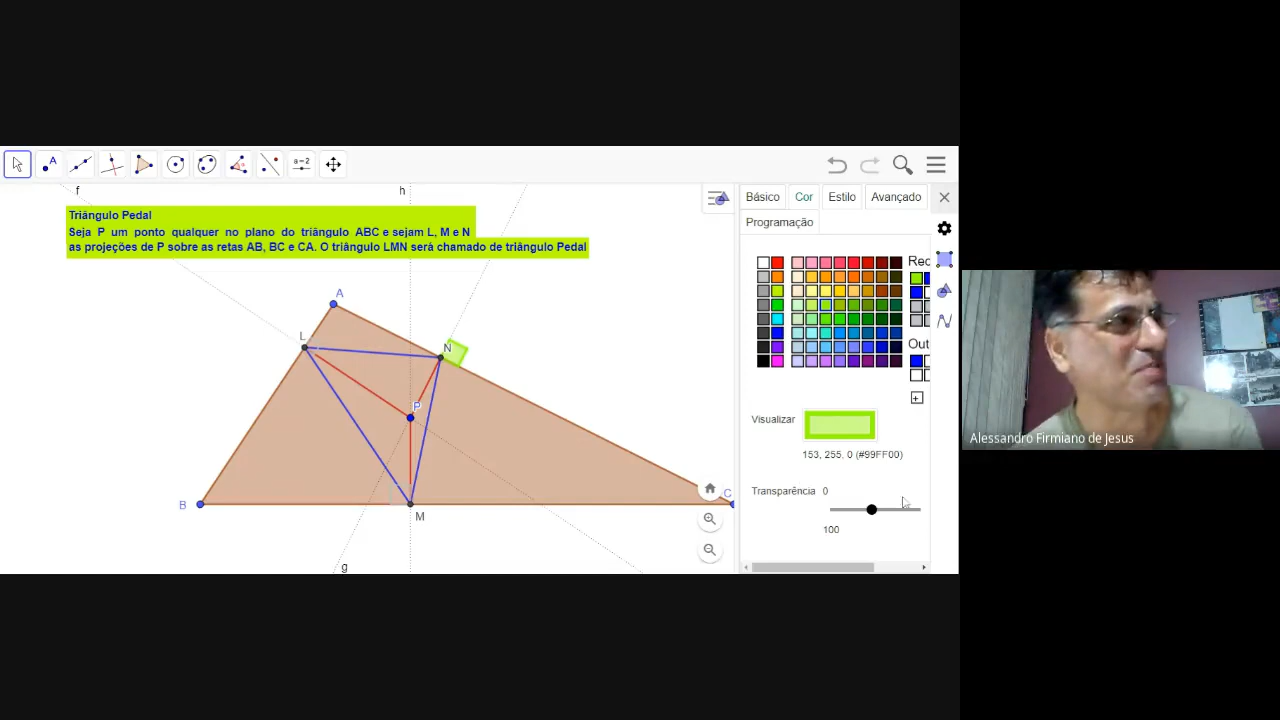 a=2
f
h
Triângulo Pedal
Seja P um ponto qualquer no plano do triângulo ABC e sejam L, M e N
as projeções de P sobre as retas AB, BC e CA. O triângulo LMN será chamado de triângulo Pedal
A
L
N
P
B
C
M
g
Básico
Cor
Estilo
Avançado
Programação
Rec
Out
Visualizar
153, 255, 0 (#99FF00)
Transparência
0
100
Alessandro Firmiano de Jesus